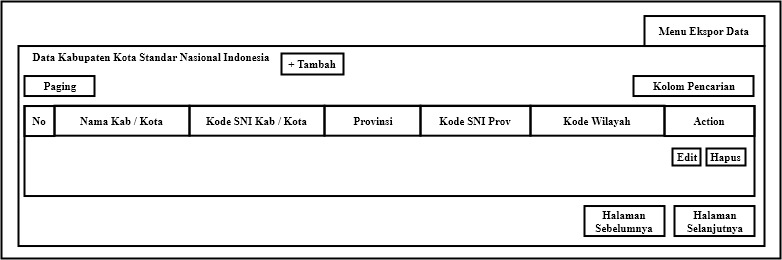 Menu Ekspor Data
Data Kabupaten Kota Standar Nasional Indonesia
+ Tambah
Paging
Kolom Pencarian
No
Nama Kab / Kota
Kode SNI Kab / Kota
Provinsi
Kode SNI Prov
Kode Wilayah
Action
Edit
Hapus
Halaman
Sebelumnya
Halaman
Selanjutnya